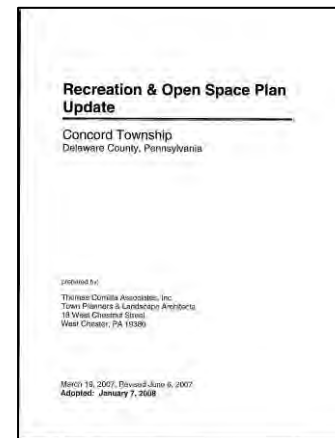 Recreation & Open Space Plan
Update
Concord Township
Delaware County, Pennsylvania
prepared by:
Thomas Comitta Associates, Inc.
Town Planners & Landscape Architects
18 West Chestnut Street
West Chester, PA 19380
March 19, 2007, Revised June 6, 2007
Adopted: January 7, 2008